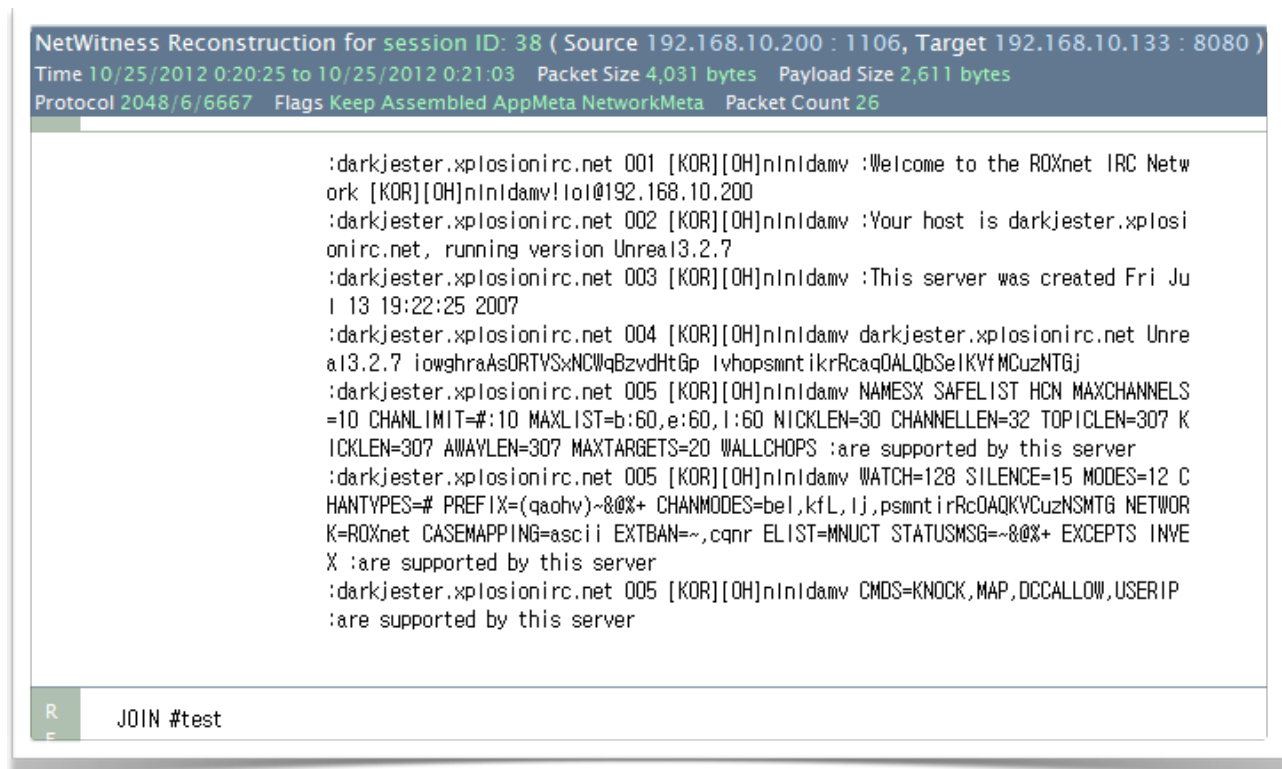 NetWitness Reconstruction for session ID: 38 ( Source 192.168.10.200 : 1106, Target 192.168.10.133 : 8080 )
Time 10/25/2012 0:20:25 to 10/25/2012 0:21:03 Packet Size 4,031 bytes Payload Size 2,611 bytes
Protocol 2048/6/6667 Flags Keep Assembled AppMeta NetworkMeta Packet Count 26
:darkjester.xplosionirc.net 001 [KOR][OH]nlnldamv :Welcome to the ROXnet IRC Netw
ork [KOR][OH]nlnldamv!lol@192.168.10.200
:darkjester.xplosionirc.net 002 [KOR][OH]nlnldamv :Your host is darkjester.xplosi
onirc.net, running version Unreal3.2.7
:darkjester.xplosionirc.net 003 [KOR][OH]nlnldamv :This server was created Fri Ju
l 13 19:22:25 2007
:darkjester.xplosionirc.net 004 [KOR][OH]nlnldamv darkjester.xplosionirc.net Unre
al3.2.7 iowghraAsORTVSxNCWqBzvdHtGp lvhopsmntikrRcaqOALQbSeIKVfMCuzNTGj
:darkjester.xplosionirc.net 005 [KOR][OH]nlnldamv NAMESX SAFELIST HCN MAXCHANNELS
=10 CHANLIMIT=#:10 MAXLIST=b:60,e:60,I:60 NICKLEN=30 CHANNELLEN=32 TOPICLEN=307 K
ICKLEN=307 AWAYLEN=307 MAXTARGETS=20 WALLCHOPS :are supported by this server
:darkjester.xplosionirc.net 005 [KOR][OH]nlnldamv WATCH=128 SILENCE=15 MODES=12 C
HANTYPES=# PREFIX=(qaohv)~&@%+ CHANMODES=beI,kfL,lj,psmntirRcOAQKVCuzNSMTG NETWOR
K=ROXnet CASEMAPPING=ascii EXTBAN=~,cqnr ELIST=MNUCT STATUSMSG=~&@%+ EXCEPTS INVE
X :are supported by this server
:darkjester.xplosionirc.net 005 [KOR][OH]nlnldamv CMDS=KNOCK,MAP,DCCALLOW,USERIP
:are supported by this server
R
JOIN #test